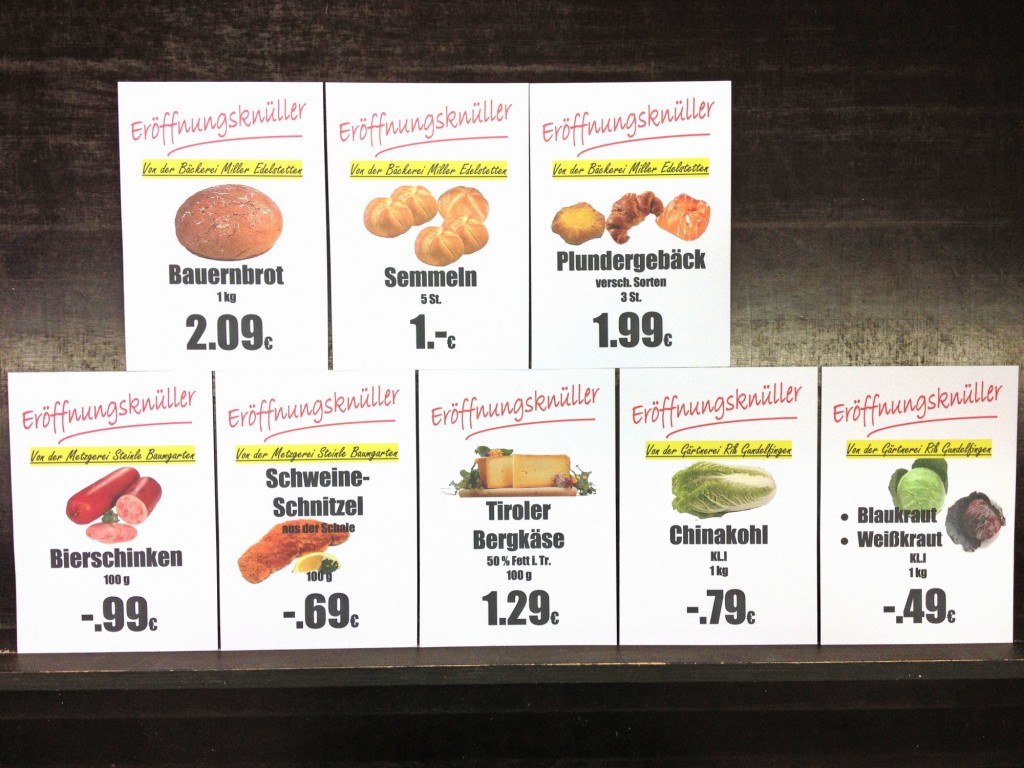 Eröffnungsknüller
Von der Bäckerei Miller Edelstetten
Bauernbrot
1 kg
2.09€
Eröffnungsknüller
Von der Bäckerei Miller Edelstetten
Semmeln
5 St.
1.-€
Eröffnungsknüller
Von der Bäckerei Miller Edelstetten
Plundergebäck
versch. Sorten
3 St.
1.99€
Eröffnungsknüller
Von der Metzgerei Steinle Baumgarten
Bierschinken
100 g
-.99€
Eröffnungsknüller
Von der Metzgerei Steinle Baumgarten
Schweine-
Schnitzel
aus der Schale
100 g
-.69€
Eröffnungsknüller
Tiroler
Bergkäse
50 % Fett i. Tr.
100 g
1.29€
Eröffnungsknüller
Von der Gärtnerei Riß Gundelfingen
Chinakohl
KL.I
1 kg
-.79€
Eröffnungsknüller
Von der Gärtnerei Riß Gundelfingen
• Blaukraut
• Weißkraut
KL.I
1 kg
-.49€